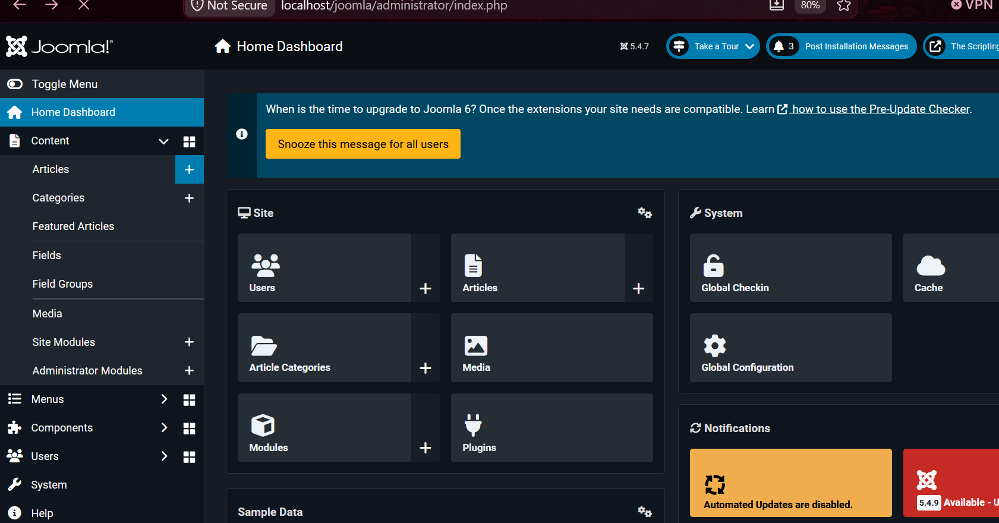 Not Secure localhost/joomla/administrator/index.php 80% VPN
Joomla!® Home Dashboard 5.4.7 Take a Tour 3 Post Installation Messages The Scripting
Toggle Menu
Home Dashboard
Content
Articles
Categories
Featured Articles
Fields
Field Groups
Media
Site Modules
Administrator Modules
Menus
Components
Users
System
Help
When is the time to upgrade to Joomla 6? Once the extensions your site needs are compatible. Learn how to use the Pre-Update Checker.
Snooze this message for all users
Site
Users
Articles
Article Categories
Media
Modules
Plugins
Sample Data
System
Global Checkin
Cache
Global Configuration
Notifications
Automated Updates are disabled.
5.4.9 Available - U